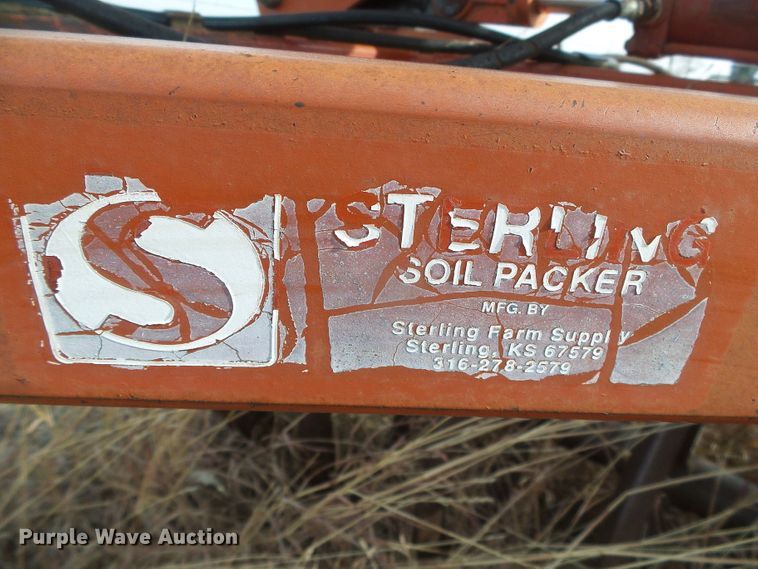 S
STERLING
SOIL PACKER
MFG. BY
Sterling Farm Supply
Sterling, KS 67579
316-278-2579
Purple Wave Auction